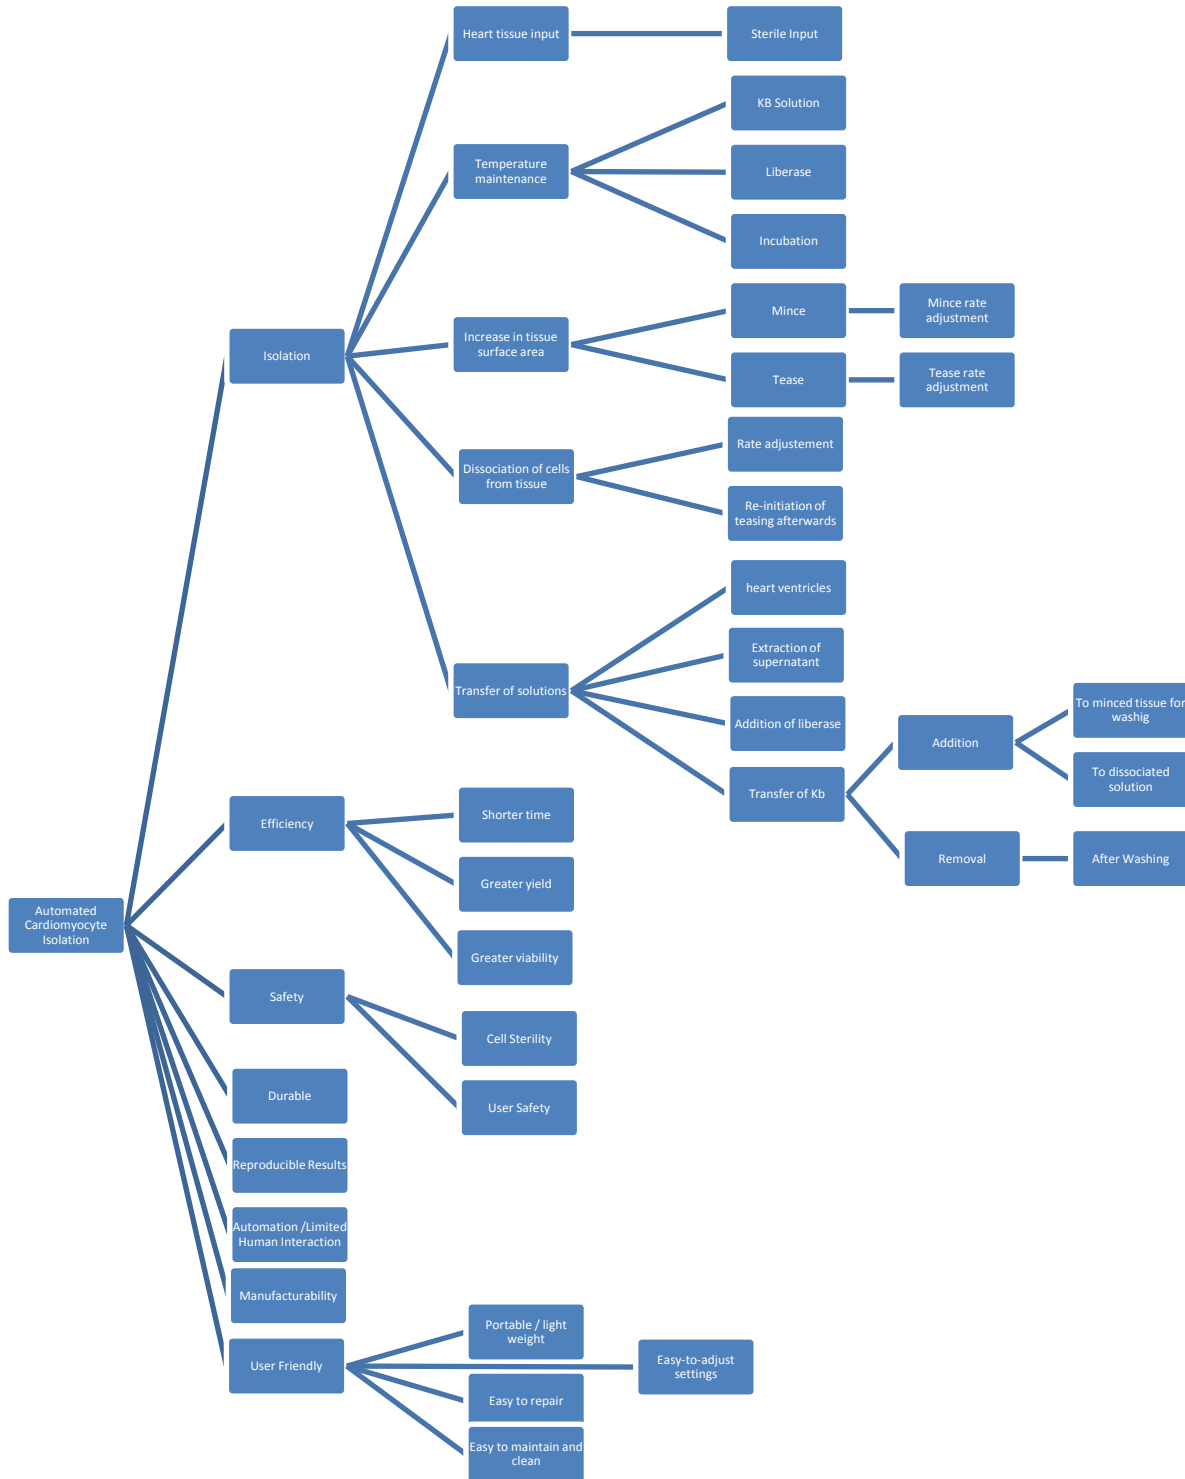 Heart tissue input
Sterile Input
KB Solution
Temperature
maintenance
Liberase
Incubation
Isolation
Increase in tissue
surface area
Mince
Mince rate
adjustment
Tease
Tease rate
adjustment
Dissociation of cells
from tissue
Rate adjustement
Re-initiation of
teasing afterwards
Transfer of solutions
heart ventricles
Extraction of
supernatant
Addition of liberase
Transfer of Kb
Addition
To minced tissue for
washig
To dissociated
solution
Removal
After Washing
Automated
Cardiomyocyte
Isolation
Efficiency
Shorter time
Greater yield
Greater viability
Safety
Cell Sterility
User Safety
Durable
Reproducible Results
Automation /Limited
Human Interaction
Manufacturability
User Friendly
Portable / light
weight
Easy-to-adjust
settings
Easy to repair
Easy to maintain and
clean